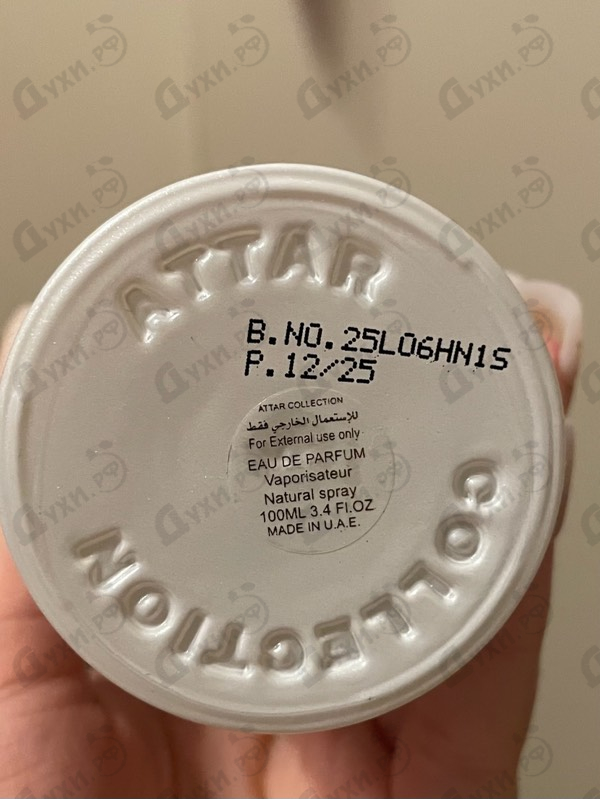 ATTAR
B.NO.25L06HN15
P.12/25
ATTAR COLLECTION
للإستعمال الخارجي فقط
For External use only
EAU DE PARFUM
Vaporisateur
Natural spray
100ML 3.4 Fl.OZ
MADE IN U.A.E.
COLLECTION
Духи.рф